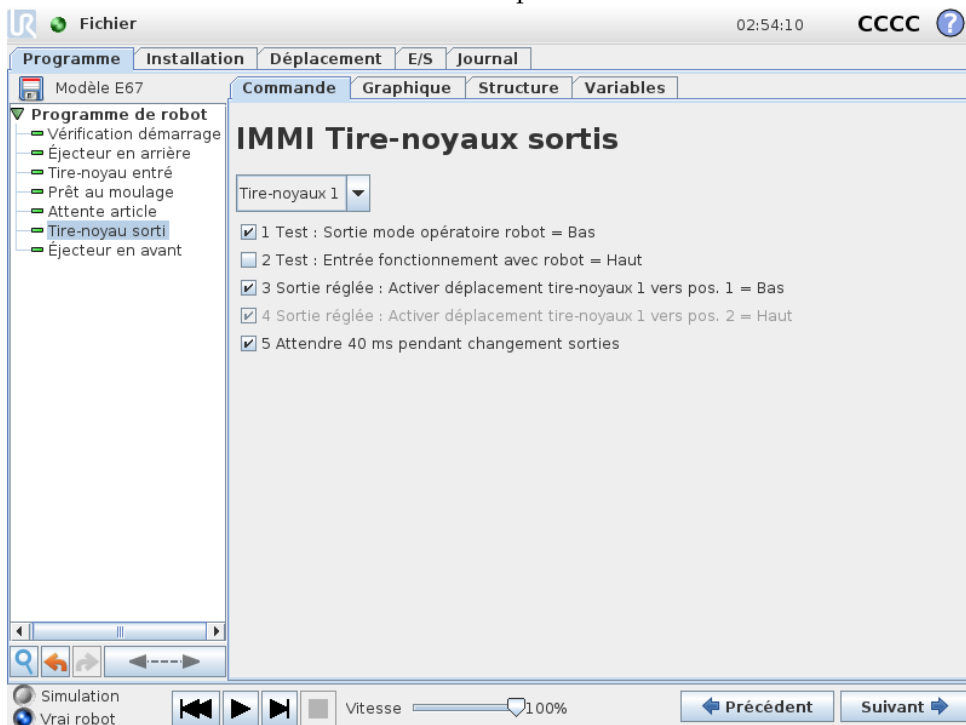 UR Fichier 02:54:10 CCCC ?
Programme Installation Déplacement E/S Journal
Modèle E67
Commande Graphique Structure Variables
Programme de robot
Vérification démarrage
Éjecteur en arrière
Tire-noyau entré
Prêt au moulage
Attente article
Tire-noyau sorti
Éjecteur en avant
IMMI Tire-noyaux sortis
Tire-noyaux 1
1 Test : Sortie mode opératoire robot = Bas
2 Test : Entrée fonctionnement avec robot = Haut
3 Sortie réglée : Activer déplacement tire-noyaux 1 vers pos. 1 = Bas
4 Sortie réglée : Activer déplacement tire-noyaux 1 vers pos. 2 = Haut
5 Attendre 40 ms pendant changement sorties
Simulation
Vrai robot
Vitesse 100%
Précédent Suivant